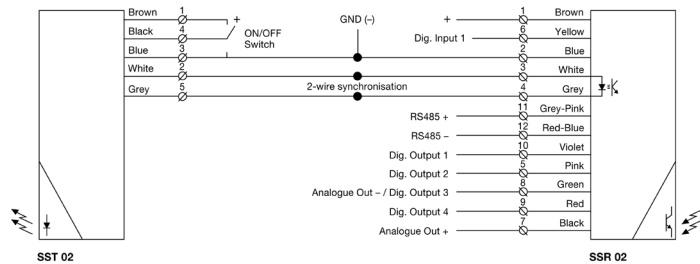 Brown 1
Black 4
Blue 3
White 2
Grey 5
+
ON/OFF
Switch
GND (–)
2-wire synchronisation
+ 1 Brown
Dig. Input 1 6 Yellow
2 Blue
3 White
4 Grey
RS485 + 11 Grey-Pink
RS485 – 12 Red-Blue
Dig. Output 1 10 Violet
Dig. Output 2 5 Pink
Analogue Out – / Dig. Output 3 8 Green
Dig. Output 4 9 Red
Analogue Out + 7 Black
SST 02
SSR 02